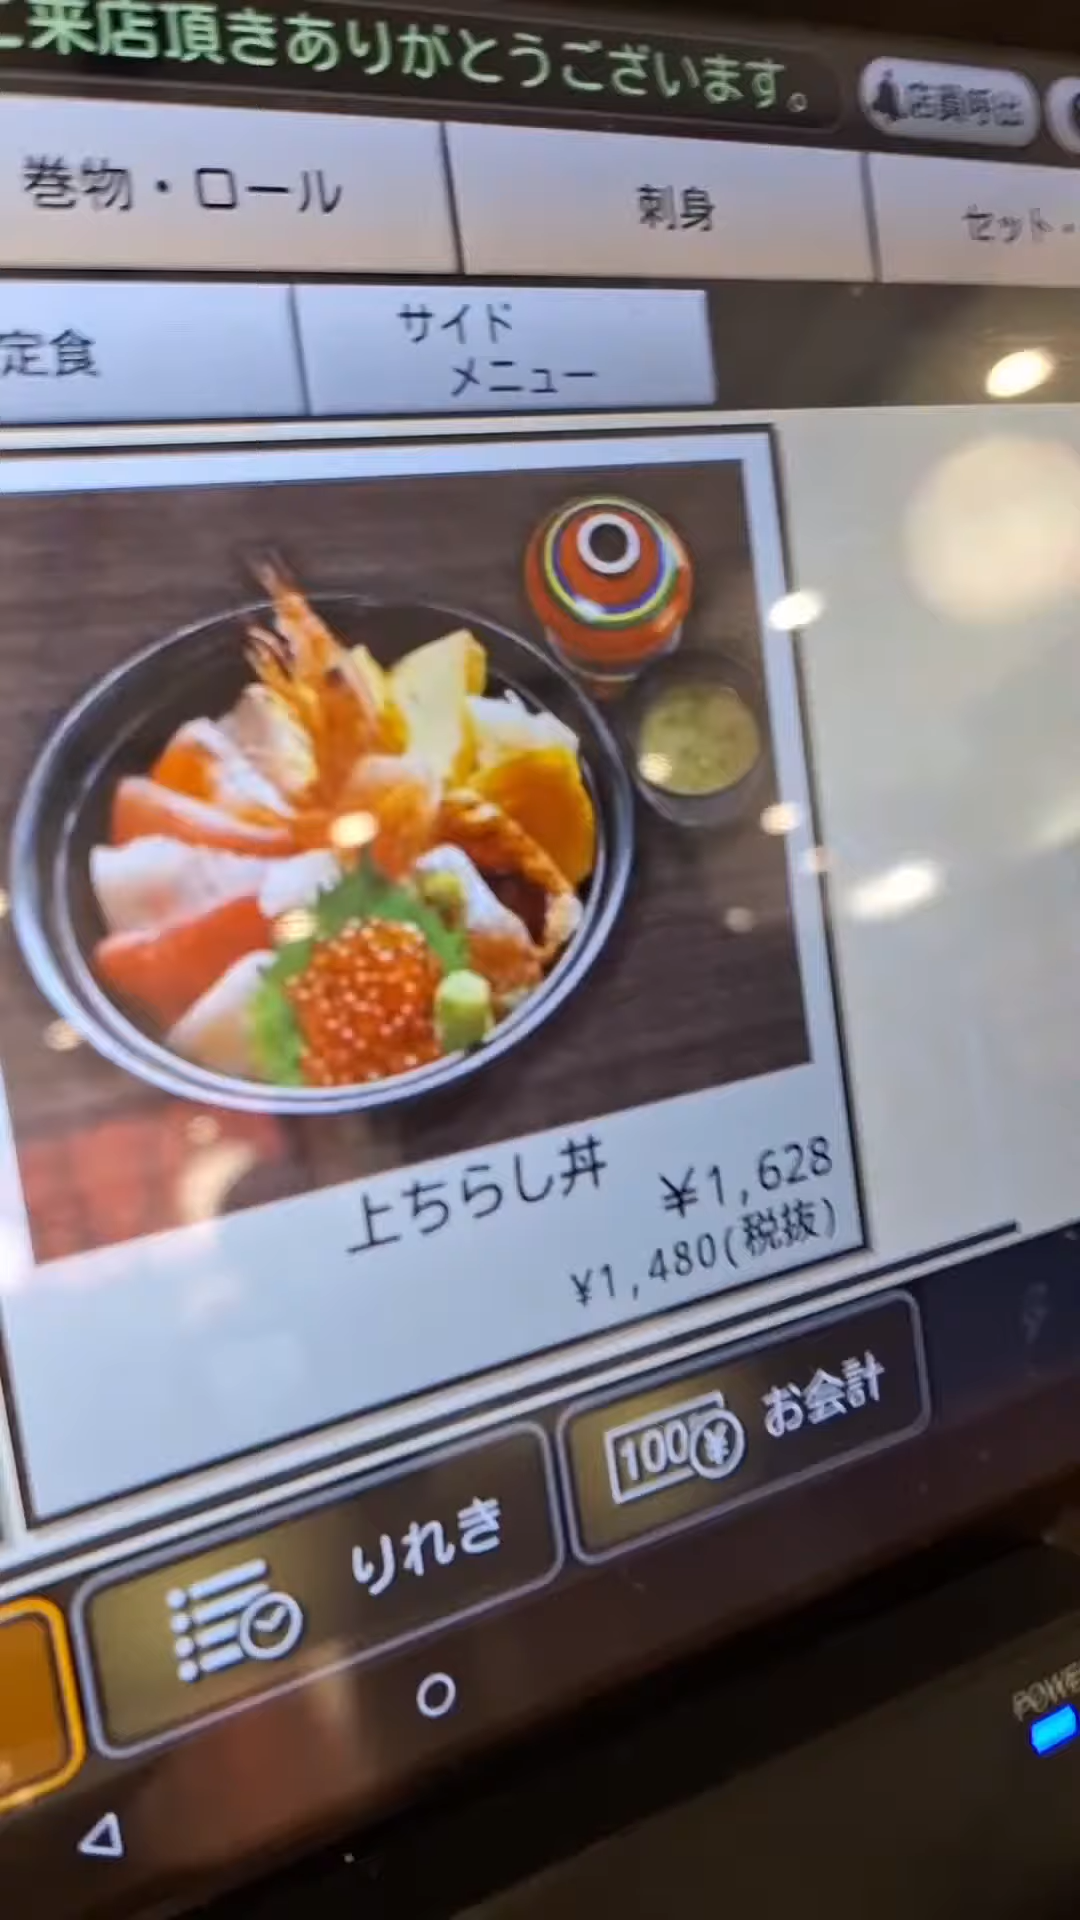 ご来店頂きありがとうございます。
店員呼出
巻物・ロール
刺身
セット・
定食
サイド
メニュー
上ちらし丼
¥1,628
¥1,480(税抜)
100 ¥ お会計
りれき
POWE